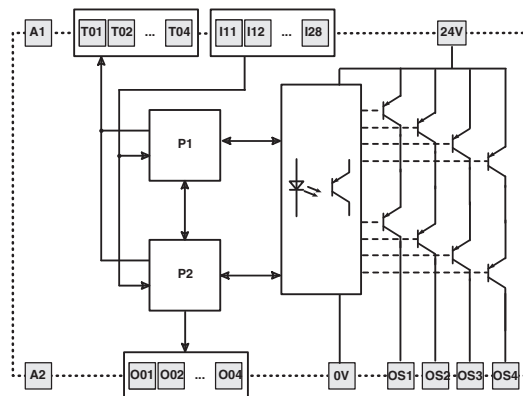 A1 T01 T02 ... T04 I11 I12 ... I28 24V
P1
P2
A2 O01 O02 ... O04 0V OS1 OS2 OS3 OS4